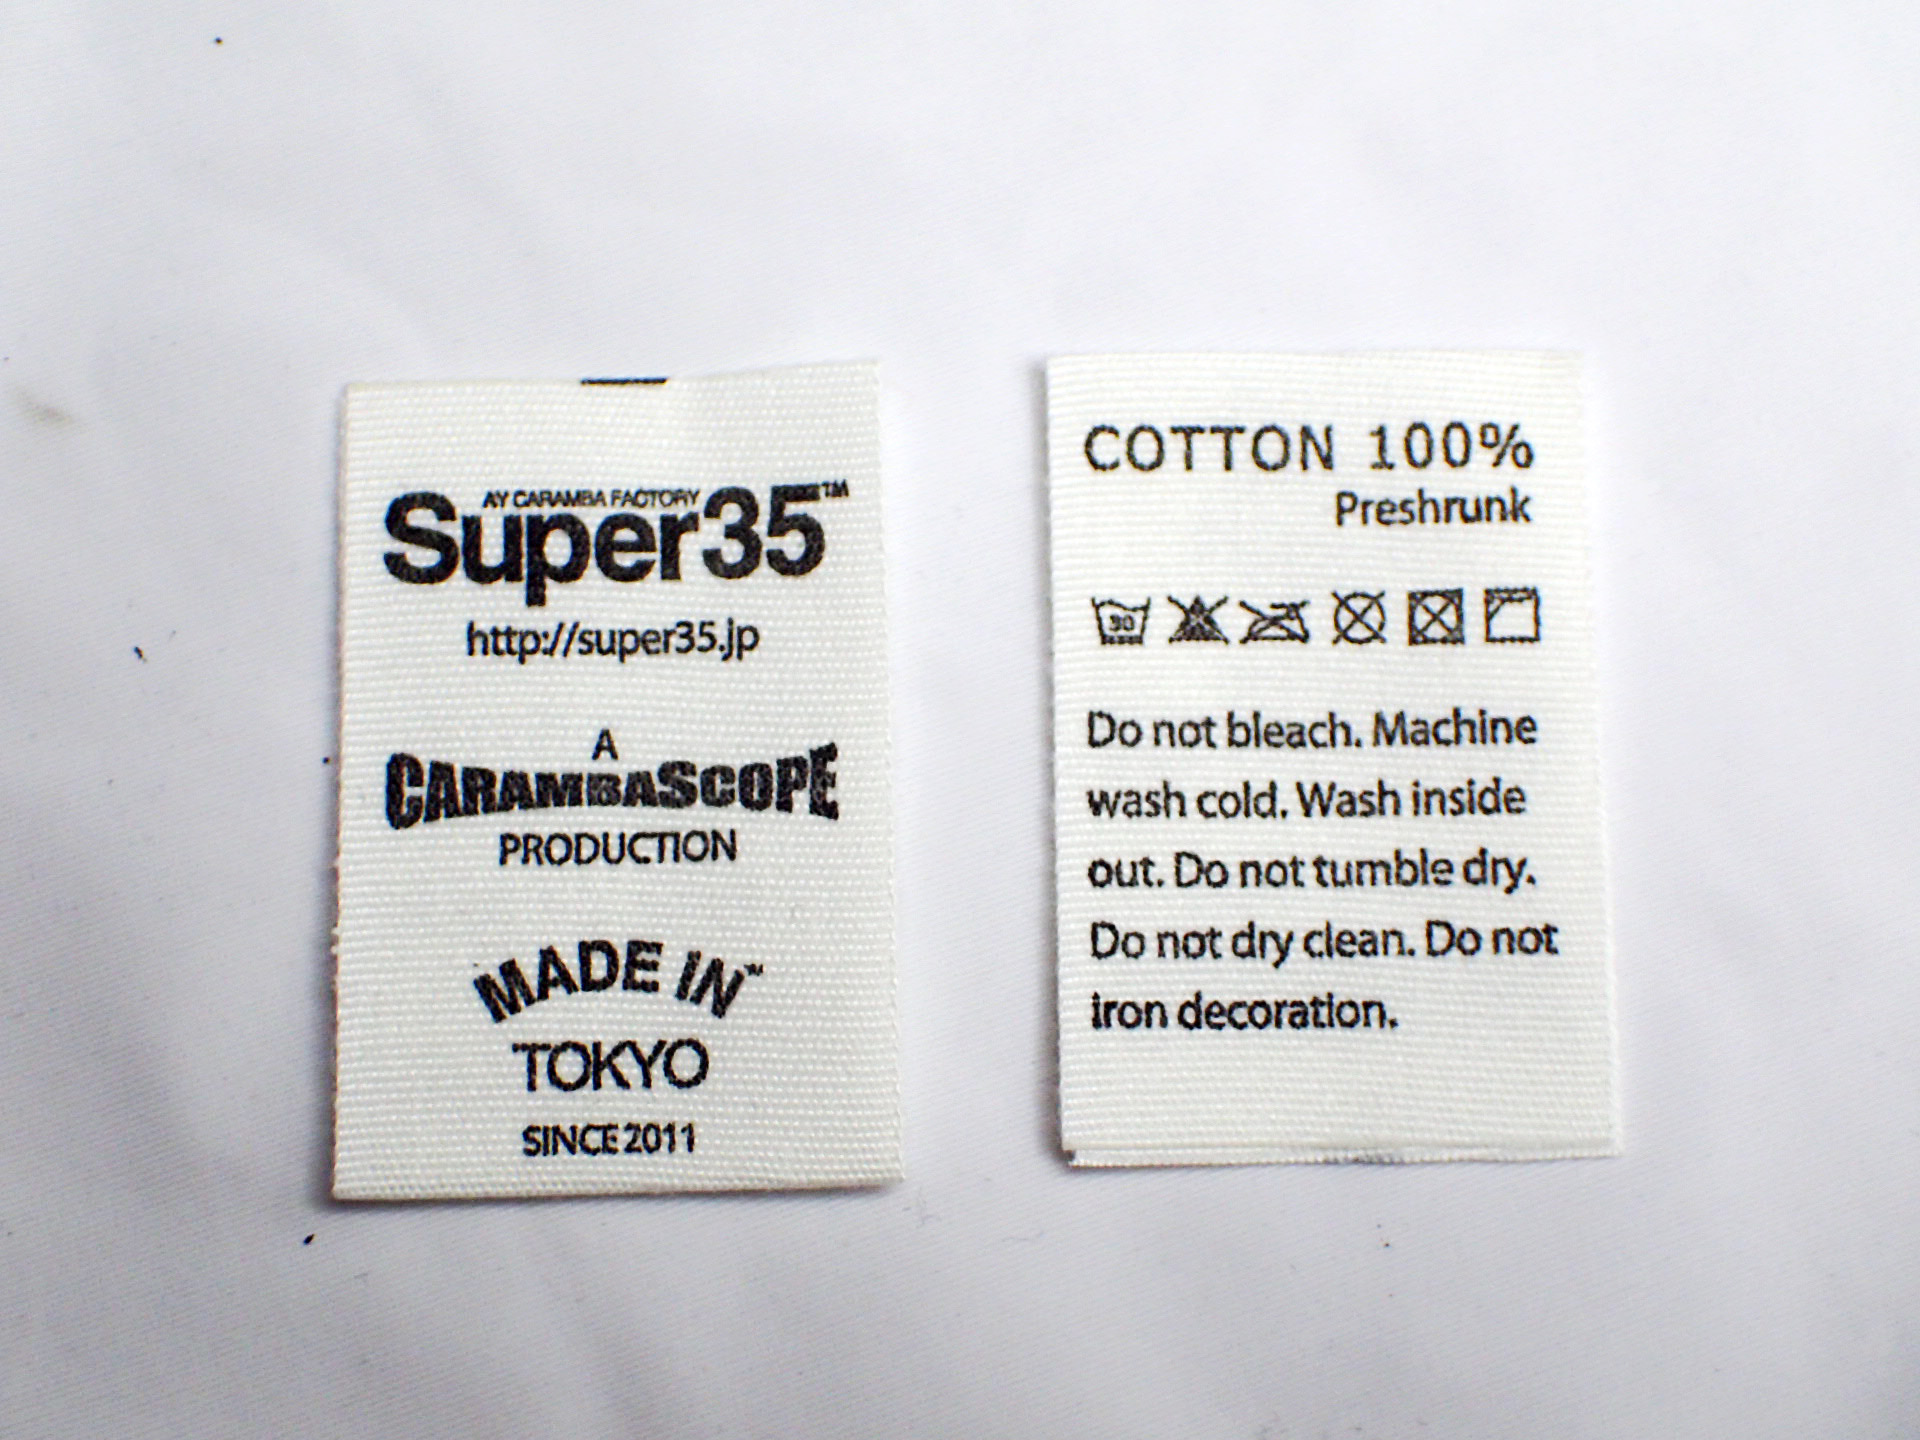 AY CARAMBA FACTORY
Super35™
http://super35.jp
A
CARAMBASCOPE
PRODUCTION
MADE IN™
TOKYO
SINCE 2011
COTTON 100%
Preshrunk
30
Do not bleach. Machine
wash cold. Wash inside
out. Do not tumble dry.
Do not dry clean. Do not
iron decoration.